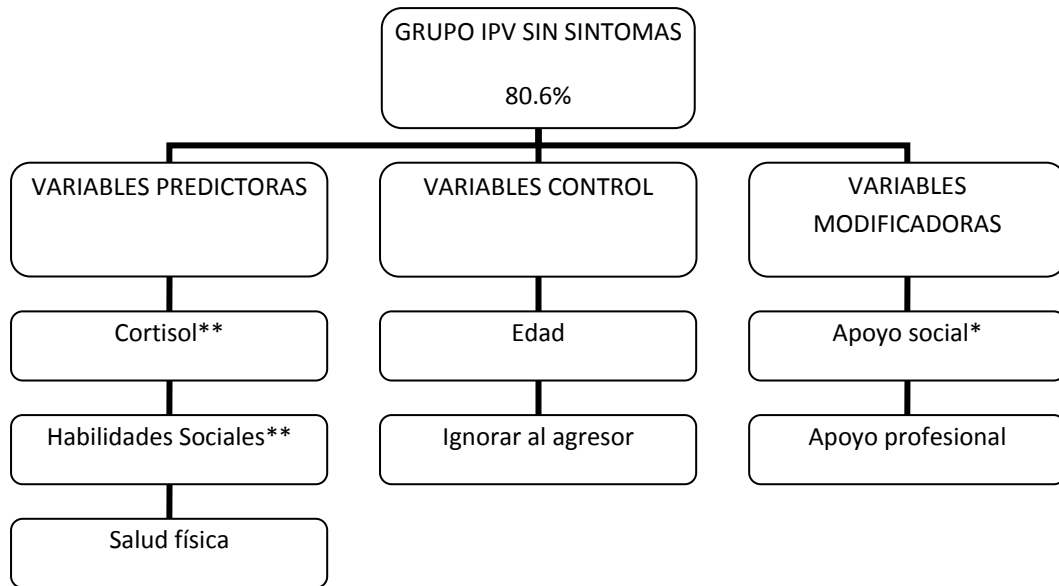 GRUPO IPV SIN SINTOMAS
80.6%
VARIABLES PREDICTORAS
VARIABLES CONTROL
VARIABLES
MODIFICADORAS
Cortisol**
Edad
Apoyo social*
Habilidades Sociales**
Ignorar al agresor
Apoyo profesional
Salud física